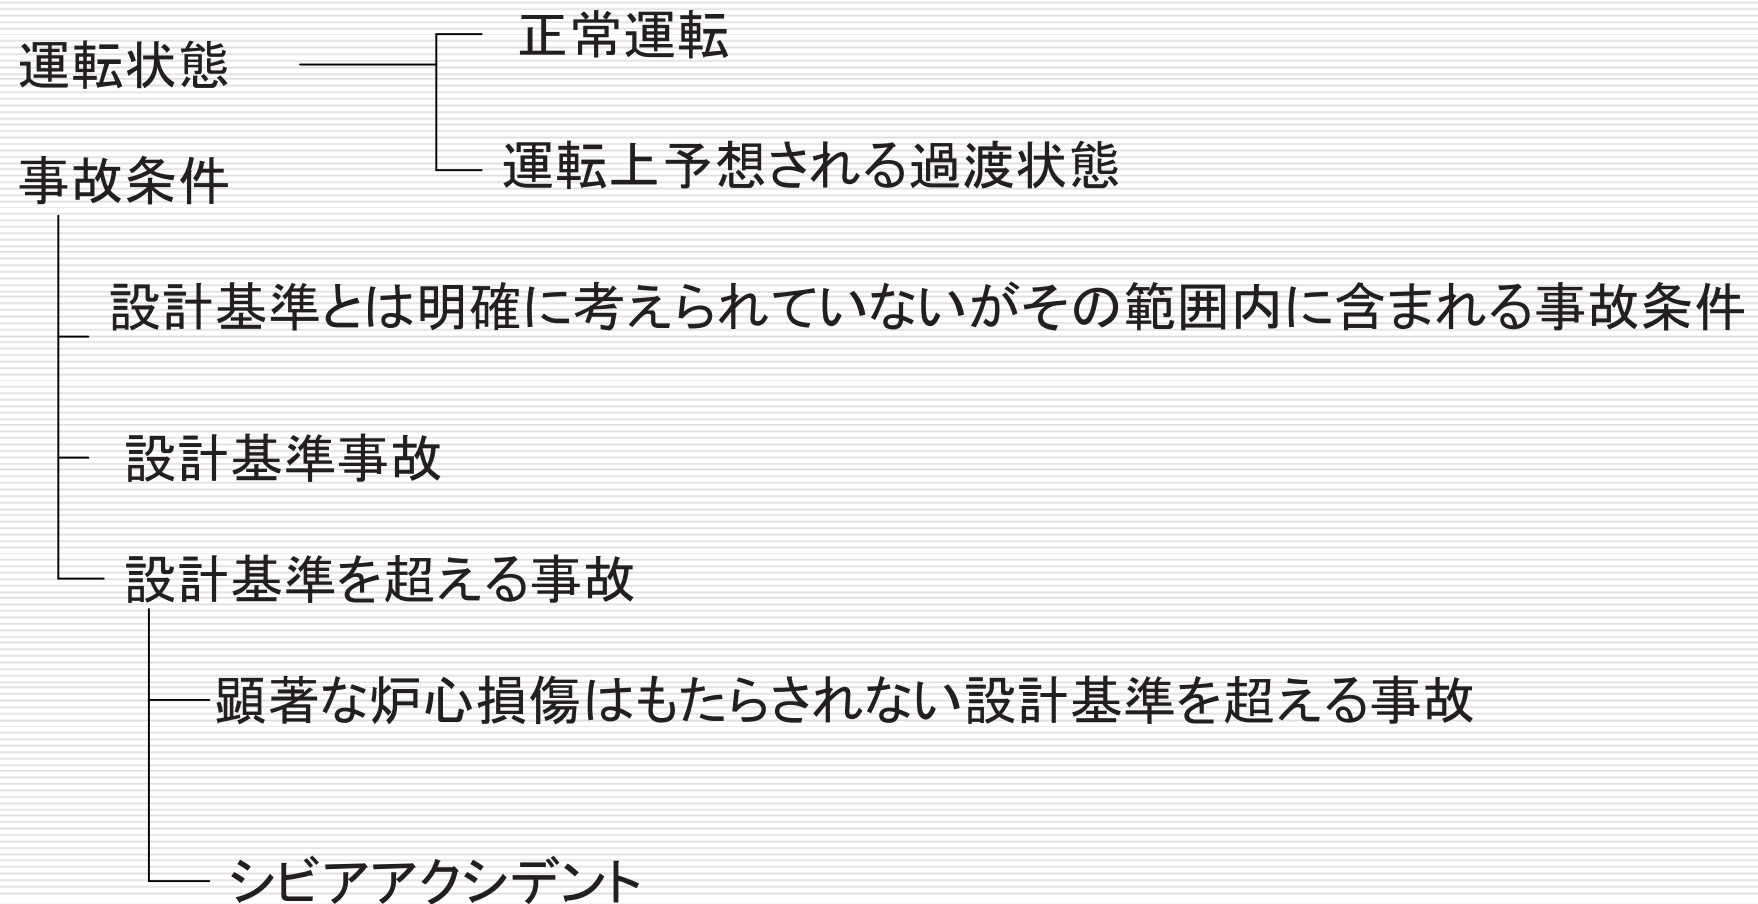 正常運転
運転状態
運転上予想される過渡状態
事故条件
設計基準とは明確に考えられていないがその範囲内に含まれる事故条件
設計基準事故
設計基準を超える事故
顕著な炉心損傷はもたらされない設計基準を超える事故
シビアアクシデント